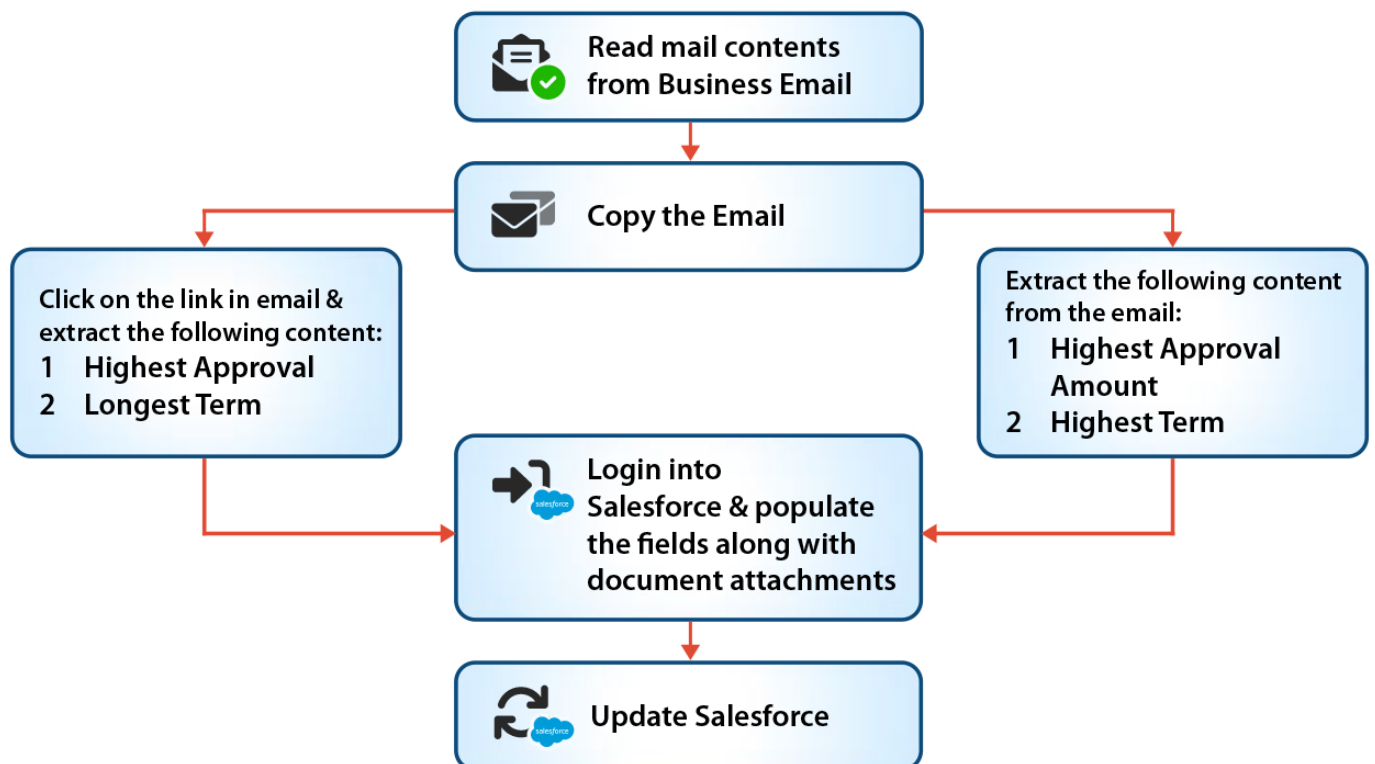 Read mail contents
from Business Email
Copy the Email
Click on the link in email &
extract the following content:
1 Highest Approval
2 Longest Term
Extract the following content
from the email:
1 Highest Approval
Amount
2 Highest Term
Login into
Salesforce & populate
the fields along with
document attachments
salesforce
Update Salesforce
salesforce